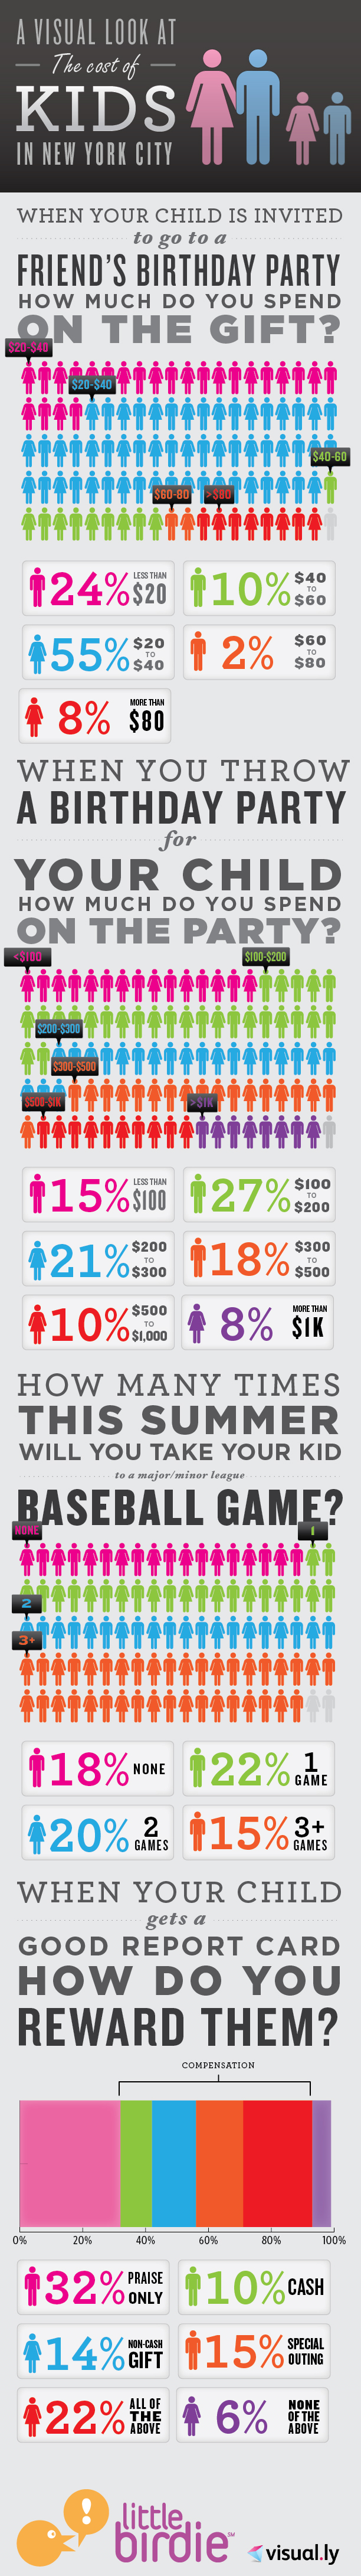 A VISUAL LOOK AT
The cost of
KIDS
IN NEW YORK CITY
WHEN YOUR CHILD IS INVITED
to go to a
FRIEND'S BIRTHDAY PARTY
HOW MUCH DO YOU SPEND
ON THE GIFT?
$20-$40
$20-$40
$40-60
$60-80
>$80
24% LESS THAN $20
10% $40 TO $60
55% $20 TO $40
2% $60 TO $80
8% MORE THAN $80
WHEN YOU THROW
A BIRTHDAY PARTY
for
YOUR CHILD
HOW MUCH DO YOU SPEND
ON THE PARTY?
<$100
$100-$200
$200-$300
$300-$500
$500-$1K
>$1K
15% LESS THAN $100
27% $100 TO $200
21% $200 TO $300
18% $300 TO $500
10% $500 TO $1,000
8% MORE THAN $1K
HOW MANY TIMES
THIS SUMMER
WILL YOU TAKE YOUR KID
to a major/minor league
BASEBALL GAME?
NONE
1
2
3+
18% NONE
22% 1 GAME
20% 2 GAMES
15% 3+ GAMES
WHEN YOUR CHILD
gets a
GOOD REPORT CARD
HOW DO YOU
REWARD THEM?
COMPENSATION
0% 20% 40% 60% 80% 100%
32% PRAISE ONLY
10% CASH
14% NON-CASH GIFT
15% SPECIAL OUTING
22% ALL OF THE ABOVE
6% NONE OF THE ABOVE
little
birdie SM
visual.ly